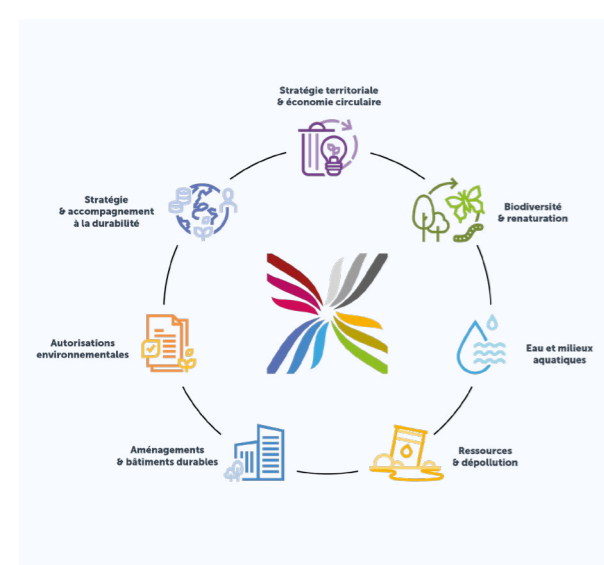 Stratégie territoriale
& économie circulaire
Biodiversité
& renaturation
Eau et milieux
aquatiques
Ressources
& dépollution
Aménagements
& bâtiments durables
Autorisations
environnementales
Stratégie
& accompagnement
à la durabilité